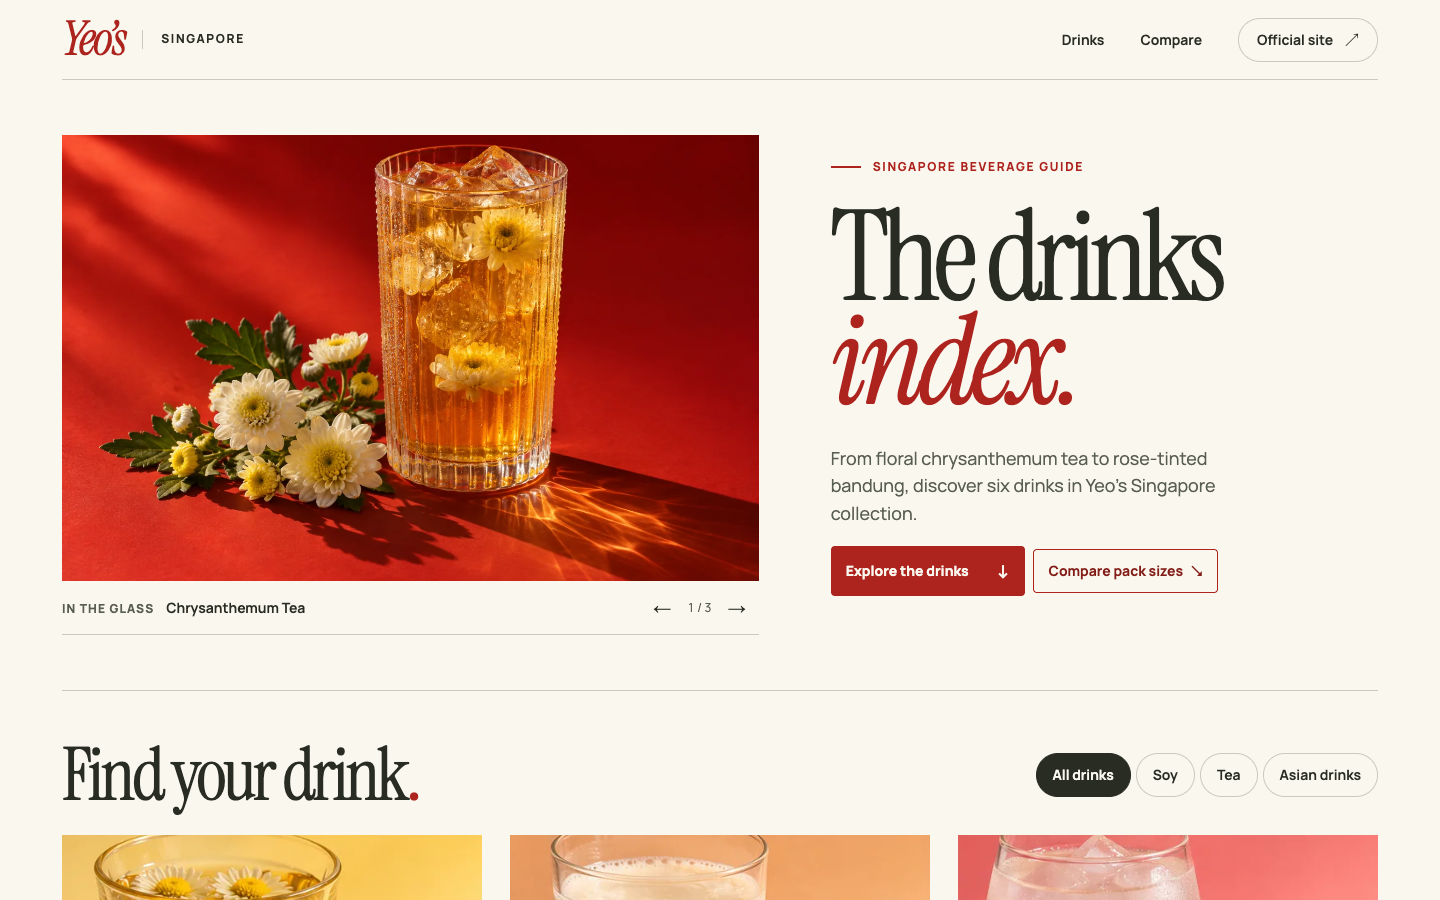 Yeo's
SINGAPORE
Drinks
Compare
Official site ↗
SINGAPORE BEVERAGE GUIDE
The drinks
index.
From floral chrysanthemum tea to rose-tinted
bandung, discover six drinks in Yeo's Singapore
collection.
Explore the drinks ↓
Compare pack sizes ↘
IN THE GLASS Chrysanthemum Tea
← 1 / 3 →
Find your drink.
All drinks
Soy
Tea
Asian drinks